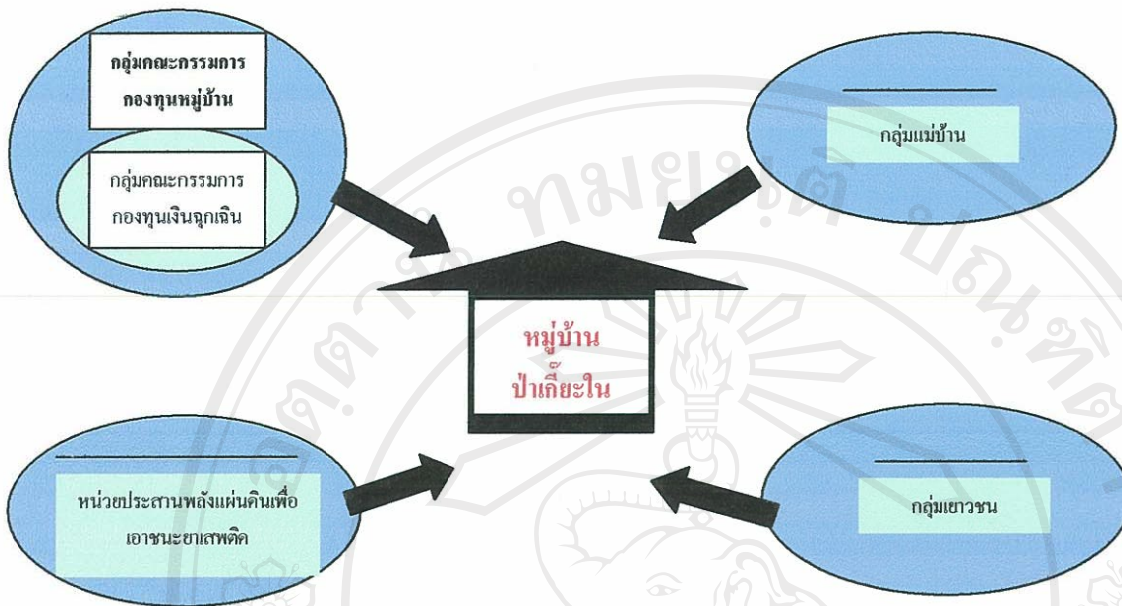 กลุ่มคณะกรรมการ
กองทุนหมู่บ้าน
กลุ่มคณะกรรมการ
กองทุนเงินฉุกเฉิน
กลุ่มแม่บ้าน
หมู่บ้าน
ป่าเกี๊ยะใน
หน่วยประสานพลังแผ่นดินเพื่อ
เอาชนะยาเสพติด
กลุ่มเยาวชน